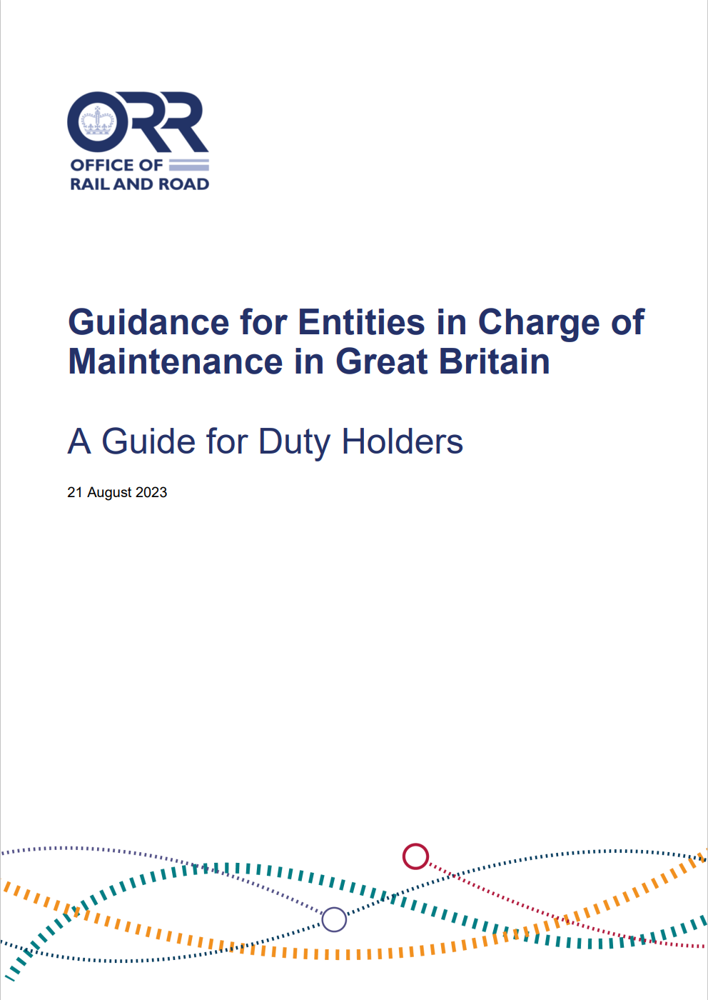 ORR
OFFICE OF
RAIL AND ROAD
Guidance for Entities in Charge of
Maintenance in Great Britain
A Guide for Duty Holders
21 August 2023